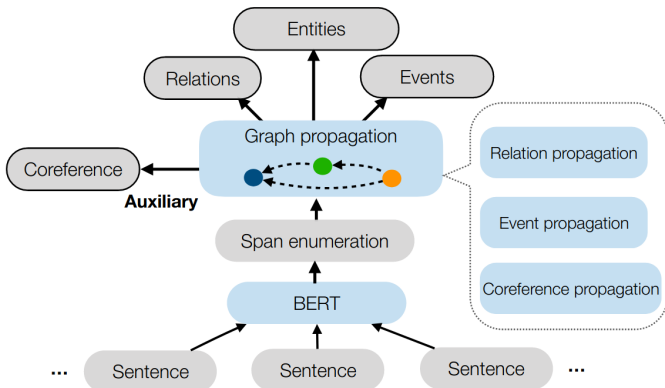 Entities
Relations
Events
Graph propagation
Coreference
Auxiliary
Relation propagation
Event propagation
Coreference propagation
Span enumeration
BERT
... Sentence Sentence Sentence ...